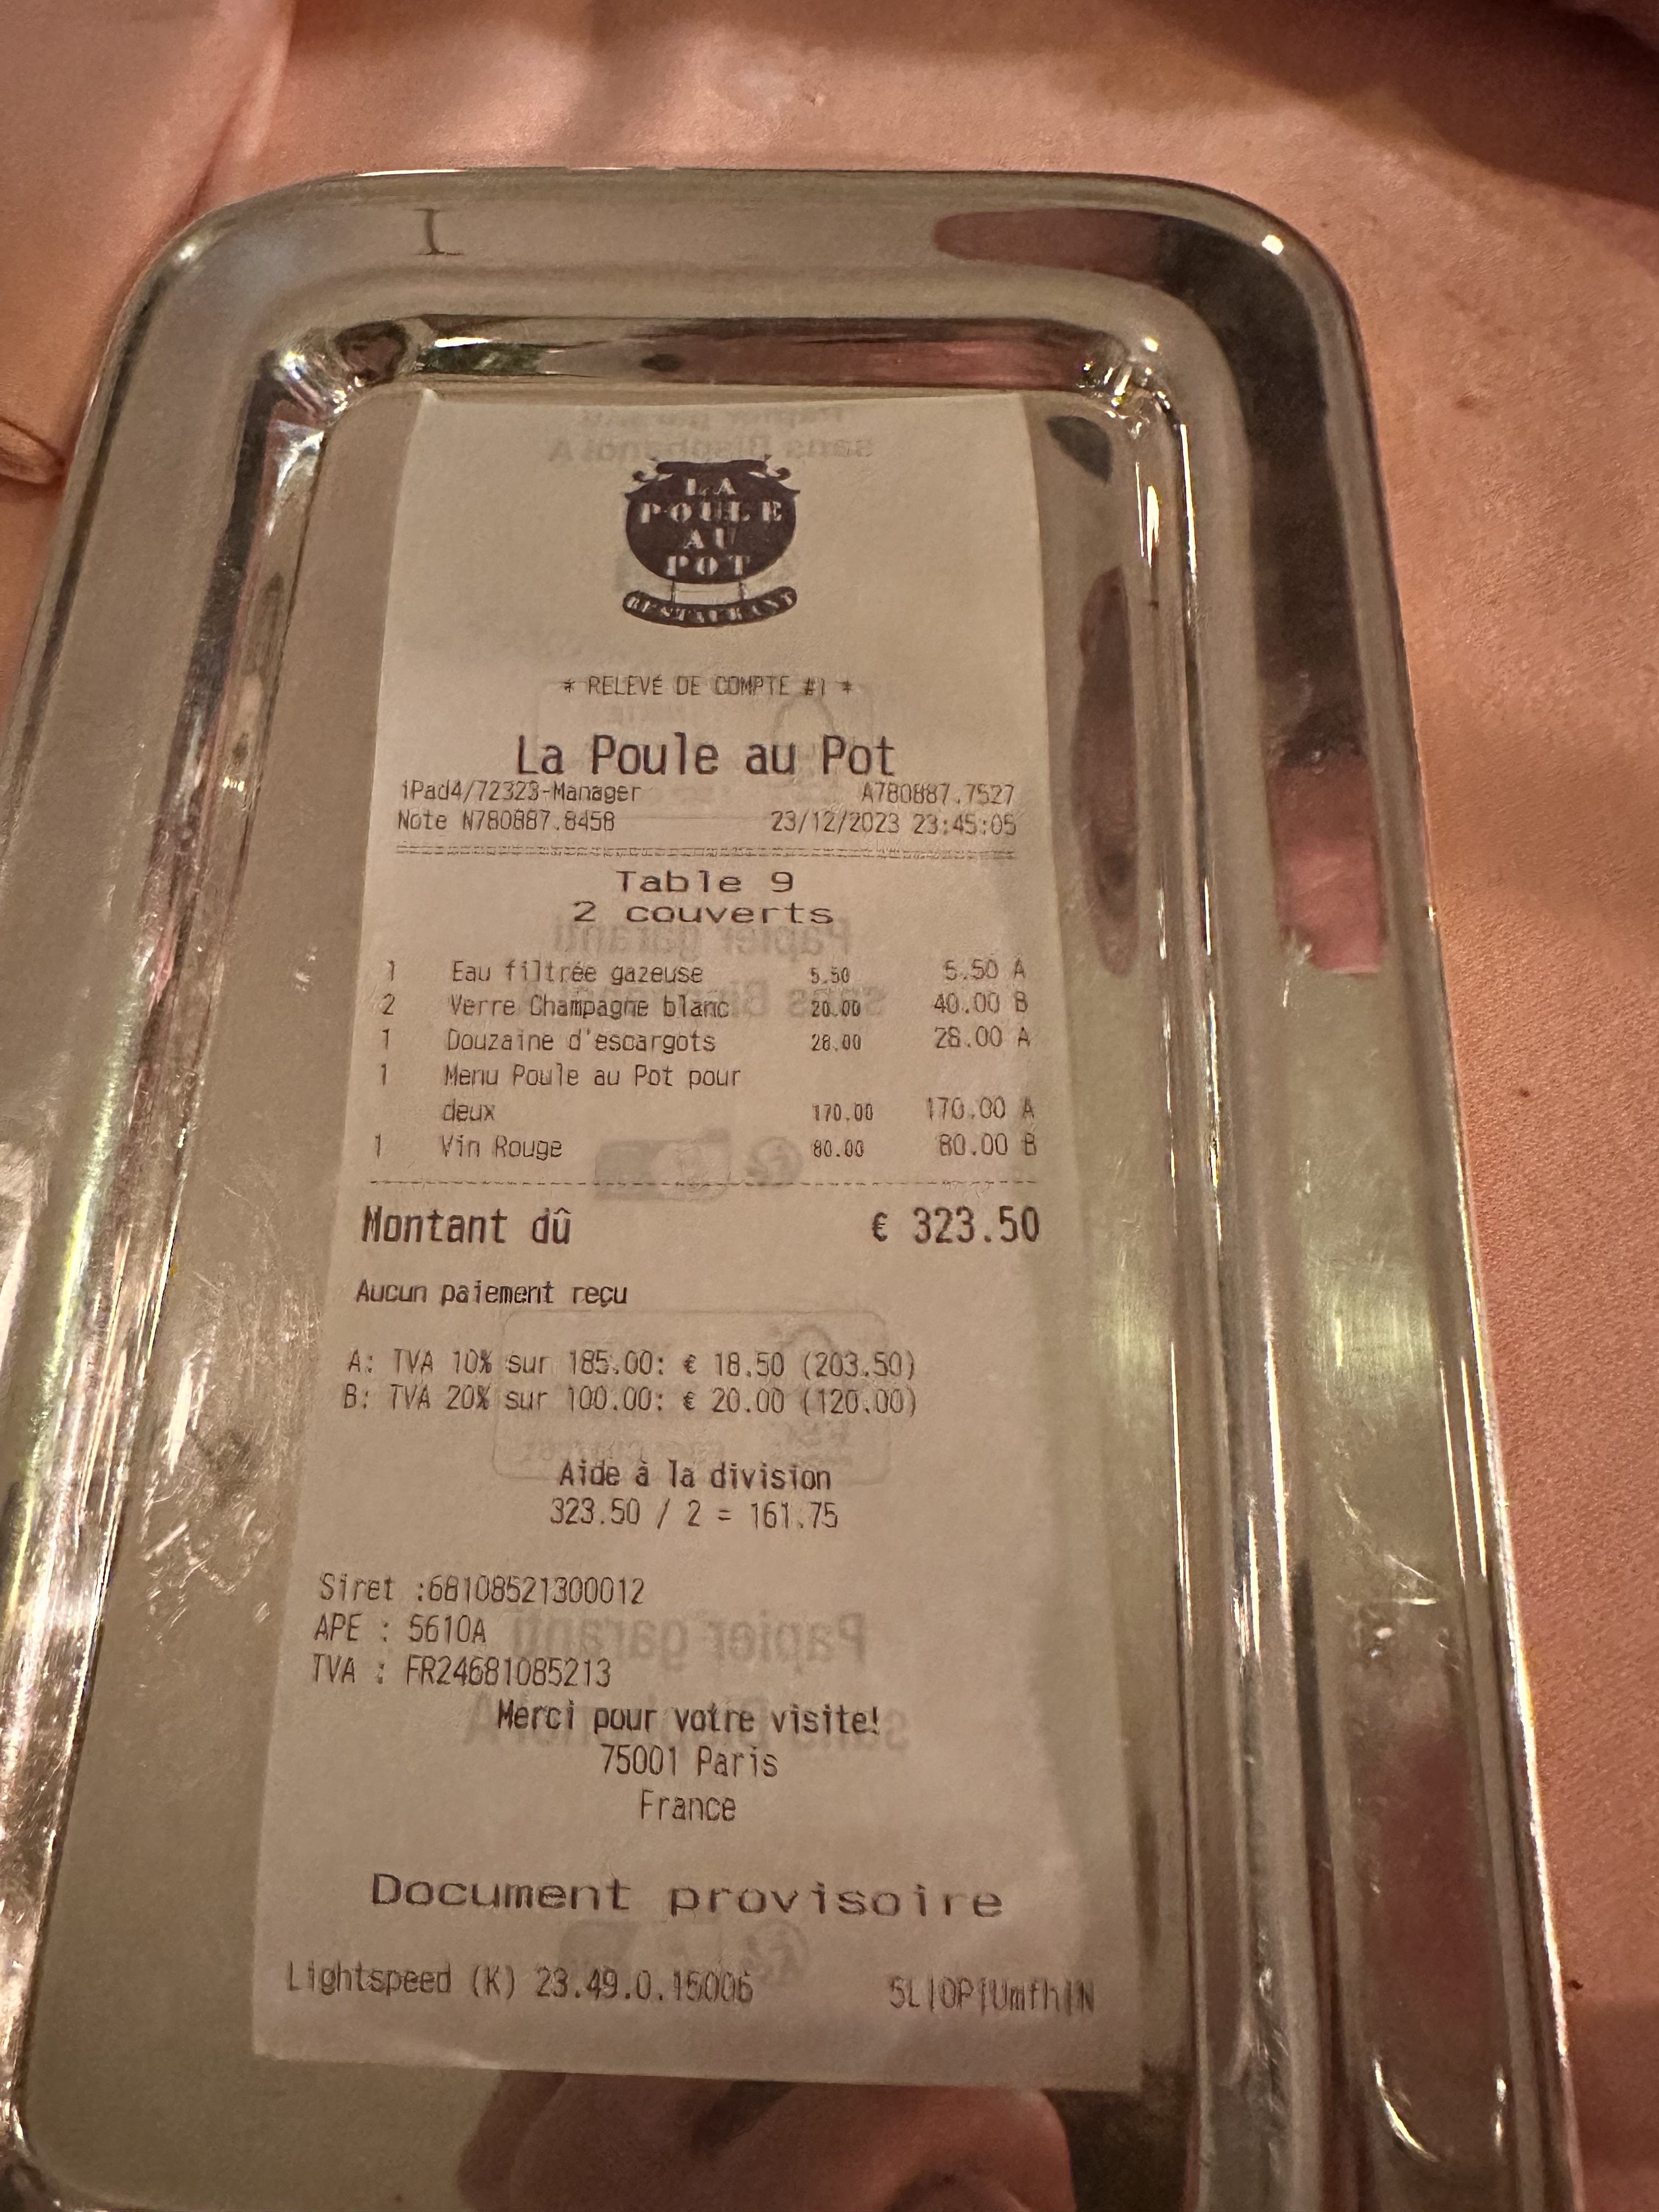 LA
POULE
AU
POT
RESTAURANT
* RELEVÉ DE COMPTE #1 *
La Poule au Pot
iPad4/72323-Manager A780887.7527
Note N780887.8458 23/12/2023 23:45:05
Table 9
2 couverts
1 Eau filtrée gazeuse 5.50 5.50 A
2 Verre Champagne blanc 20.00 40.00 B
1 Douzaine d'escargots 28.00 28.00 A
1 Menu Poule au Pot pour
deux 170.00 170.00 A
1 Vin Rouge 80.00 80.00 B
Montant dû € 323.50
Aucun paiement reçu
A: TVA 10% sur 185.00: € 18.50 (203.50)
B: TVA 20% sur 100.00: € 20.00 (120.00)
Aide à la division
323.50 / 2 = 161.75
Siret :68108521300012
APE : 5610A
TVA : FR24681085213
Merci pour votre visite!
75001 Paris
France
Document provisoire
Lightspeed (K) 23.49.0.15006